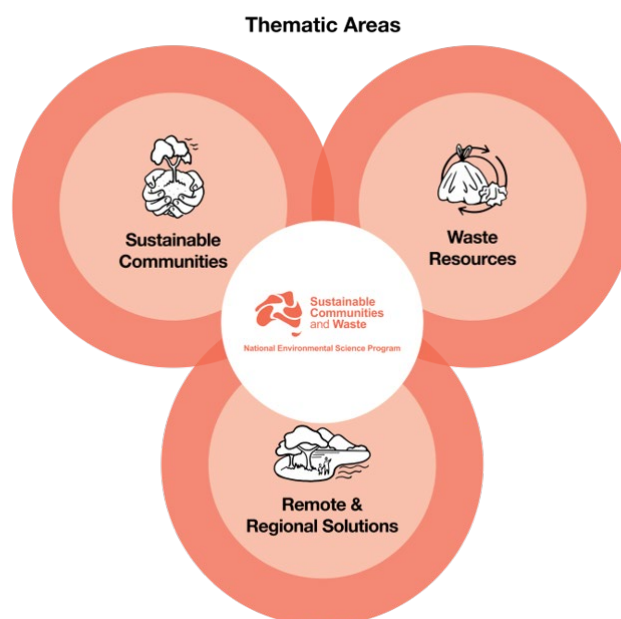 Thematic Areas
Sustainable
Communities
Waste
Resources
Sustainable
Communities
and Waste
National Environmental Science Program
Remote &
Regional Solutions